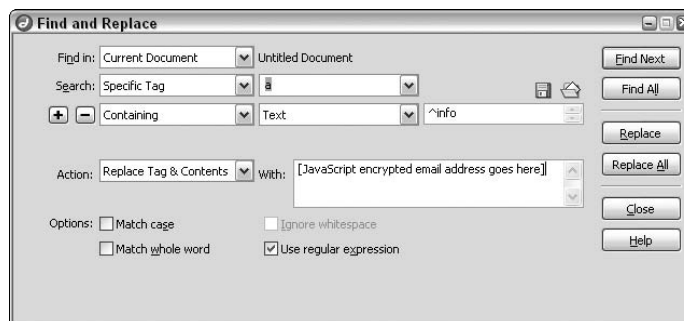 Find and Replace
Find in: Current Document Untitled Document Find Next
Search: Specific Tag a Find All
+ - Containing Text ^info
Replace
Action: Replace Tag & Contents With: [JavaScript encrypted email address goes here] Replace All
Options: Match case Ignore whitespace Close
Match whole word Use regular expression Help